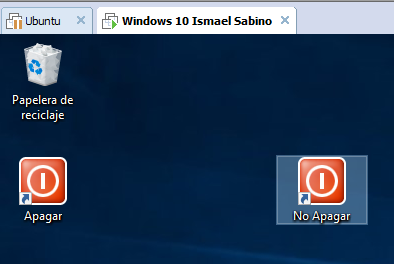 Ubuntu
Windows 10 Ismael Sabino
Papelera de
reciclaje
Apagar
No Apagar